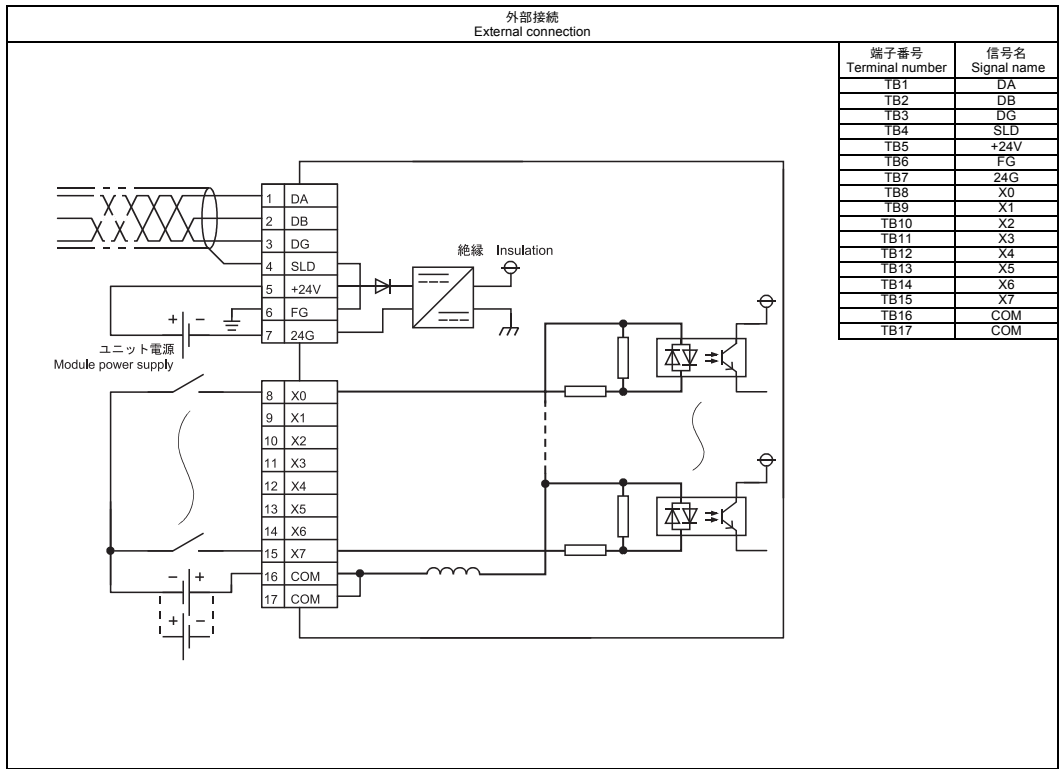 外部接続
External connection
端子番号 信号名
Terminal number Signal name
TB1 DA
TB2 DB
TB3 DG
TB4 SLD
TB5 +24V
TB6 FG
TB7 24G
TB8 X0
TB9 X1
TB10 X2
TB11 X3
TB12 X4
TB13 X5
TB14 X6
TB15 X7
TB16 COM
TB17 COM
1 DA
2 DB
3 DG
4 SLD
5 +24V
6 FG
7 24G
絶縁 Insulation
+ −
ユニット電源
Module power supply
8 X0
9 X1
10 X2
11 X3
12 X4
13 X5
14 X6
15 X7
16 COM
17 COM
− +
+ −